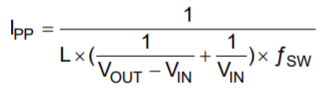 I_PP = 1 / (L × (1 / (V_OUT − V_IN) + 1 / V_IN) × f_SW)